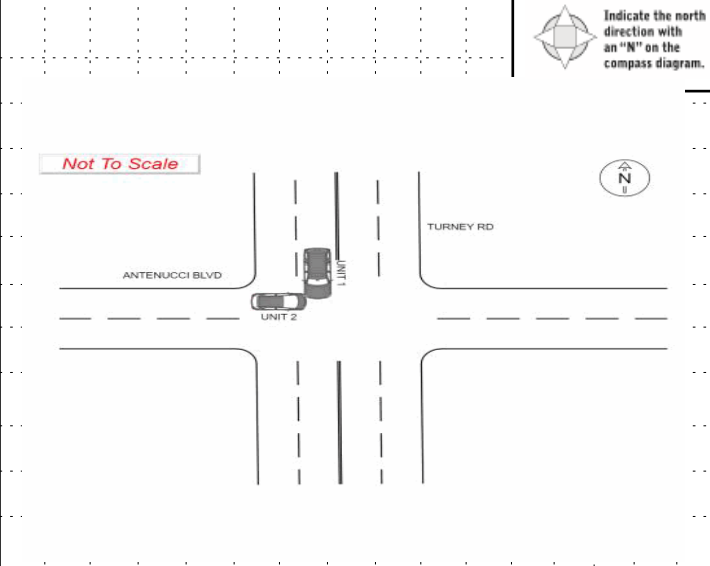 Indicate the north
direction with
an "N" on the
compass diagram.
Not To Scale
N
TURNEY RD
ANTENUCCI BLVD
UNIT 1
UNIT 2